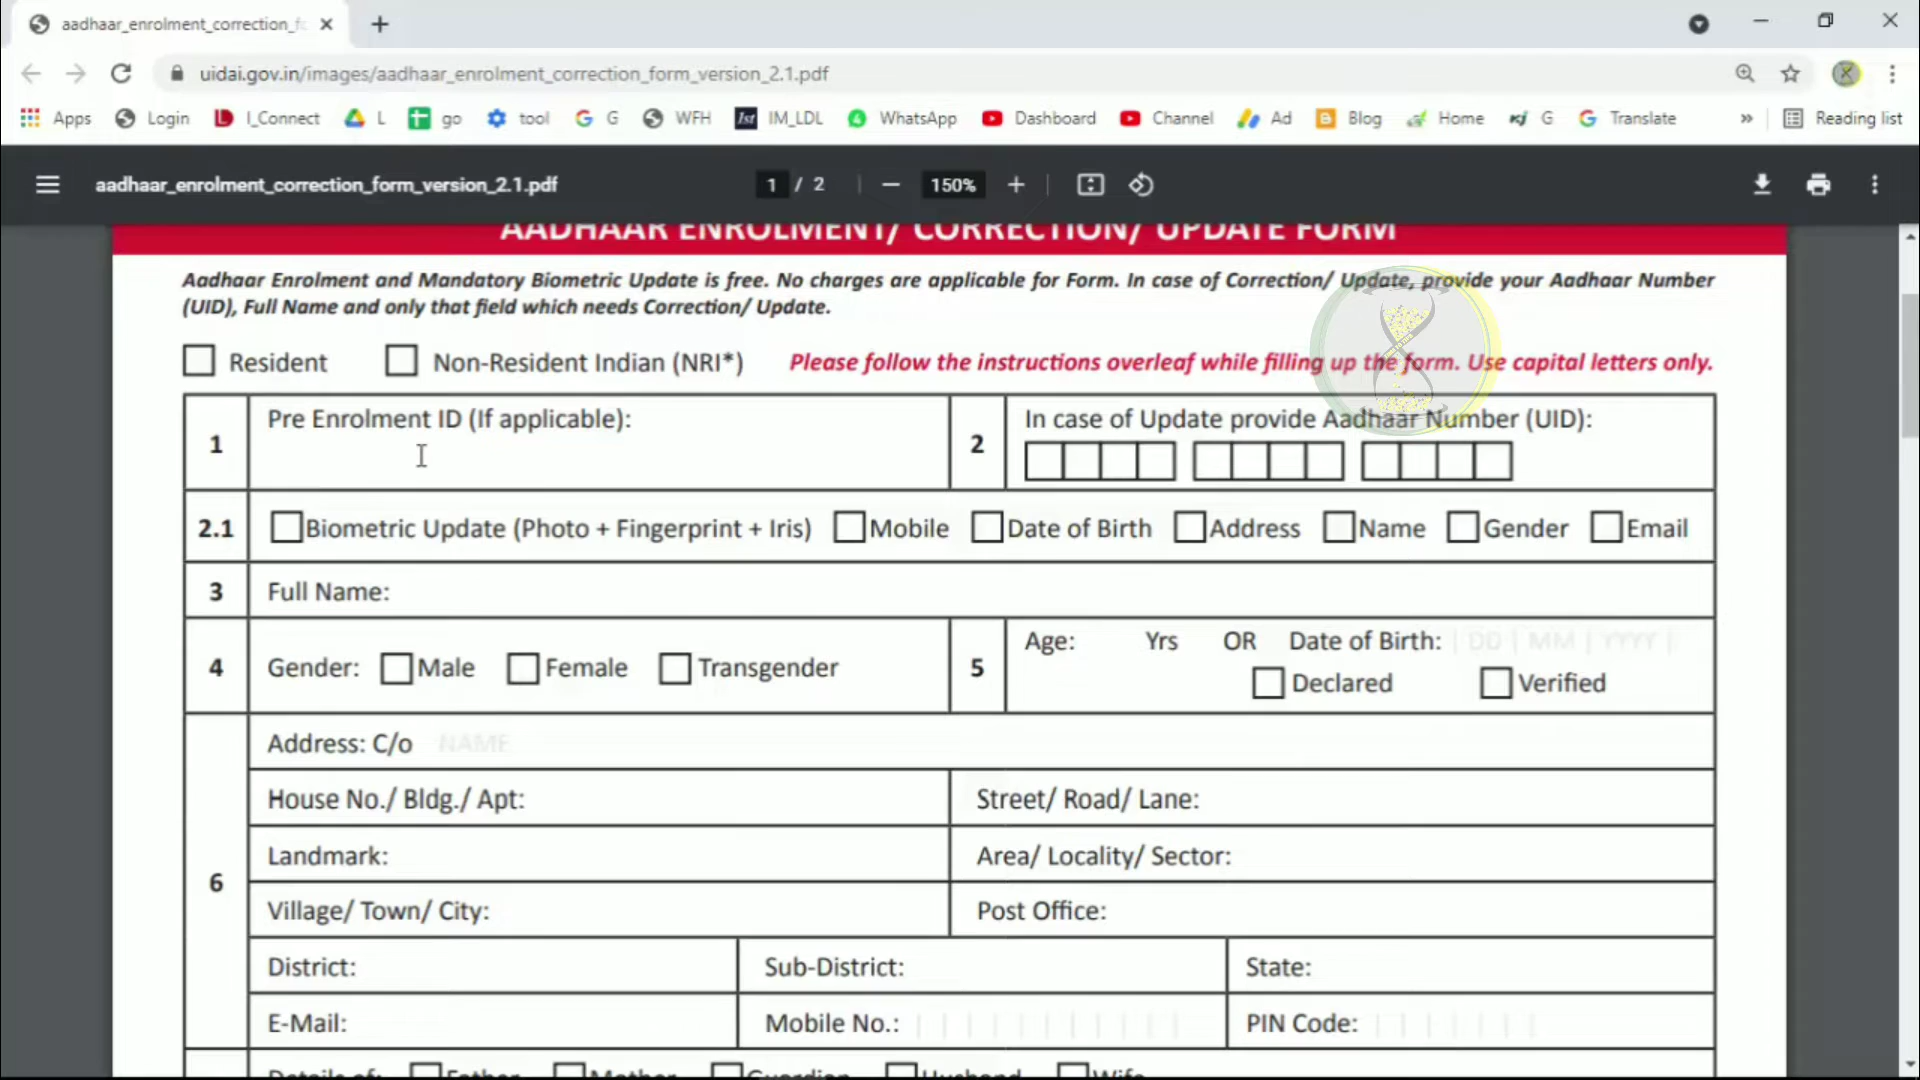 aadhaar_enrolment_correction_fo
uidai.gov.in/images/aadhaar_enrolment_correction_form_version_2.1.pdf
Apps Login I_Connect L go tool G WFH Ist IM_LDL WhatsApp Dashboard Channel Ad Blog Home G Translate » Reading list
aadhaar_enrolment_correction_form_version_2.1.pdf 1 / 2 150%
AADHAAR ENROLMENT/ CORRECTION/ UPDATE FORM
Aadhaar Enrolment and Mandatory Biometric Update is free. No charges are applicable for Form. In case of Correction/ Update, provide your Aadhaar Number
(UID), Full Name and only that field which needs Correction/ Update.
Resident Non-Resident Indian (NRI*) Please follow the instructions overleaf while filling up the form. Use capital letters only.
1 Pre Enrolment ID (If applicable): 2 In case of Update provide Aadhaar Number (UID):
2.1 Biometric Update (Photo + Fingerprint + Iris) Mobile Date of Birth Address Name Gender Email
3 Full Name:
4 Gender: Male Female Transgender 5 Age: Yrs OR Date of Birth: DD MM YYYY
Declared Verified
6 Address: C/o NAME
House No./ Bldg./ Apt: Street/ Road/ Lane:
Landmark: Area/ Locality/ Sector:
Village/ Town/ City: Post Office:
District: Sub-District: State:
E-Mail: Mobile No.: PIN Code:
Details of: Father Mother Guardian Husband Wife